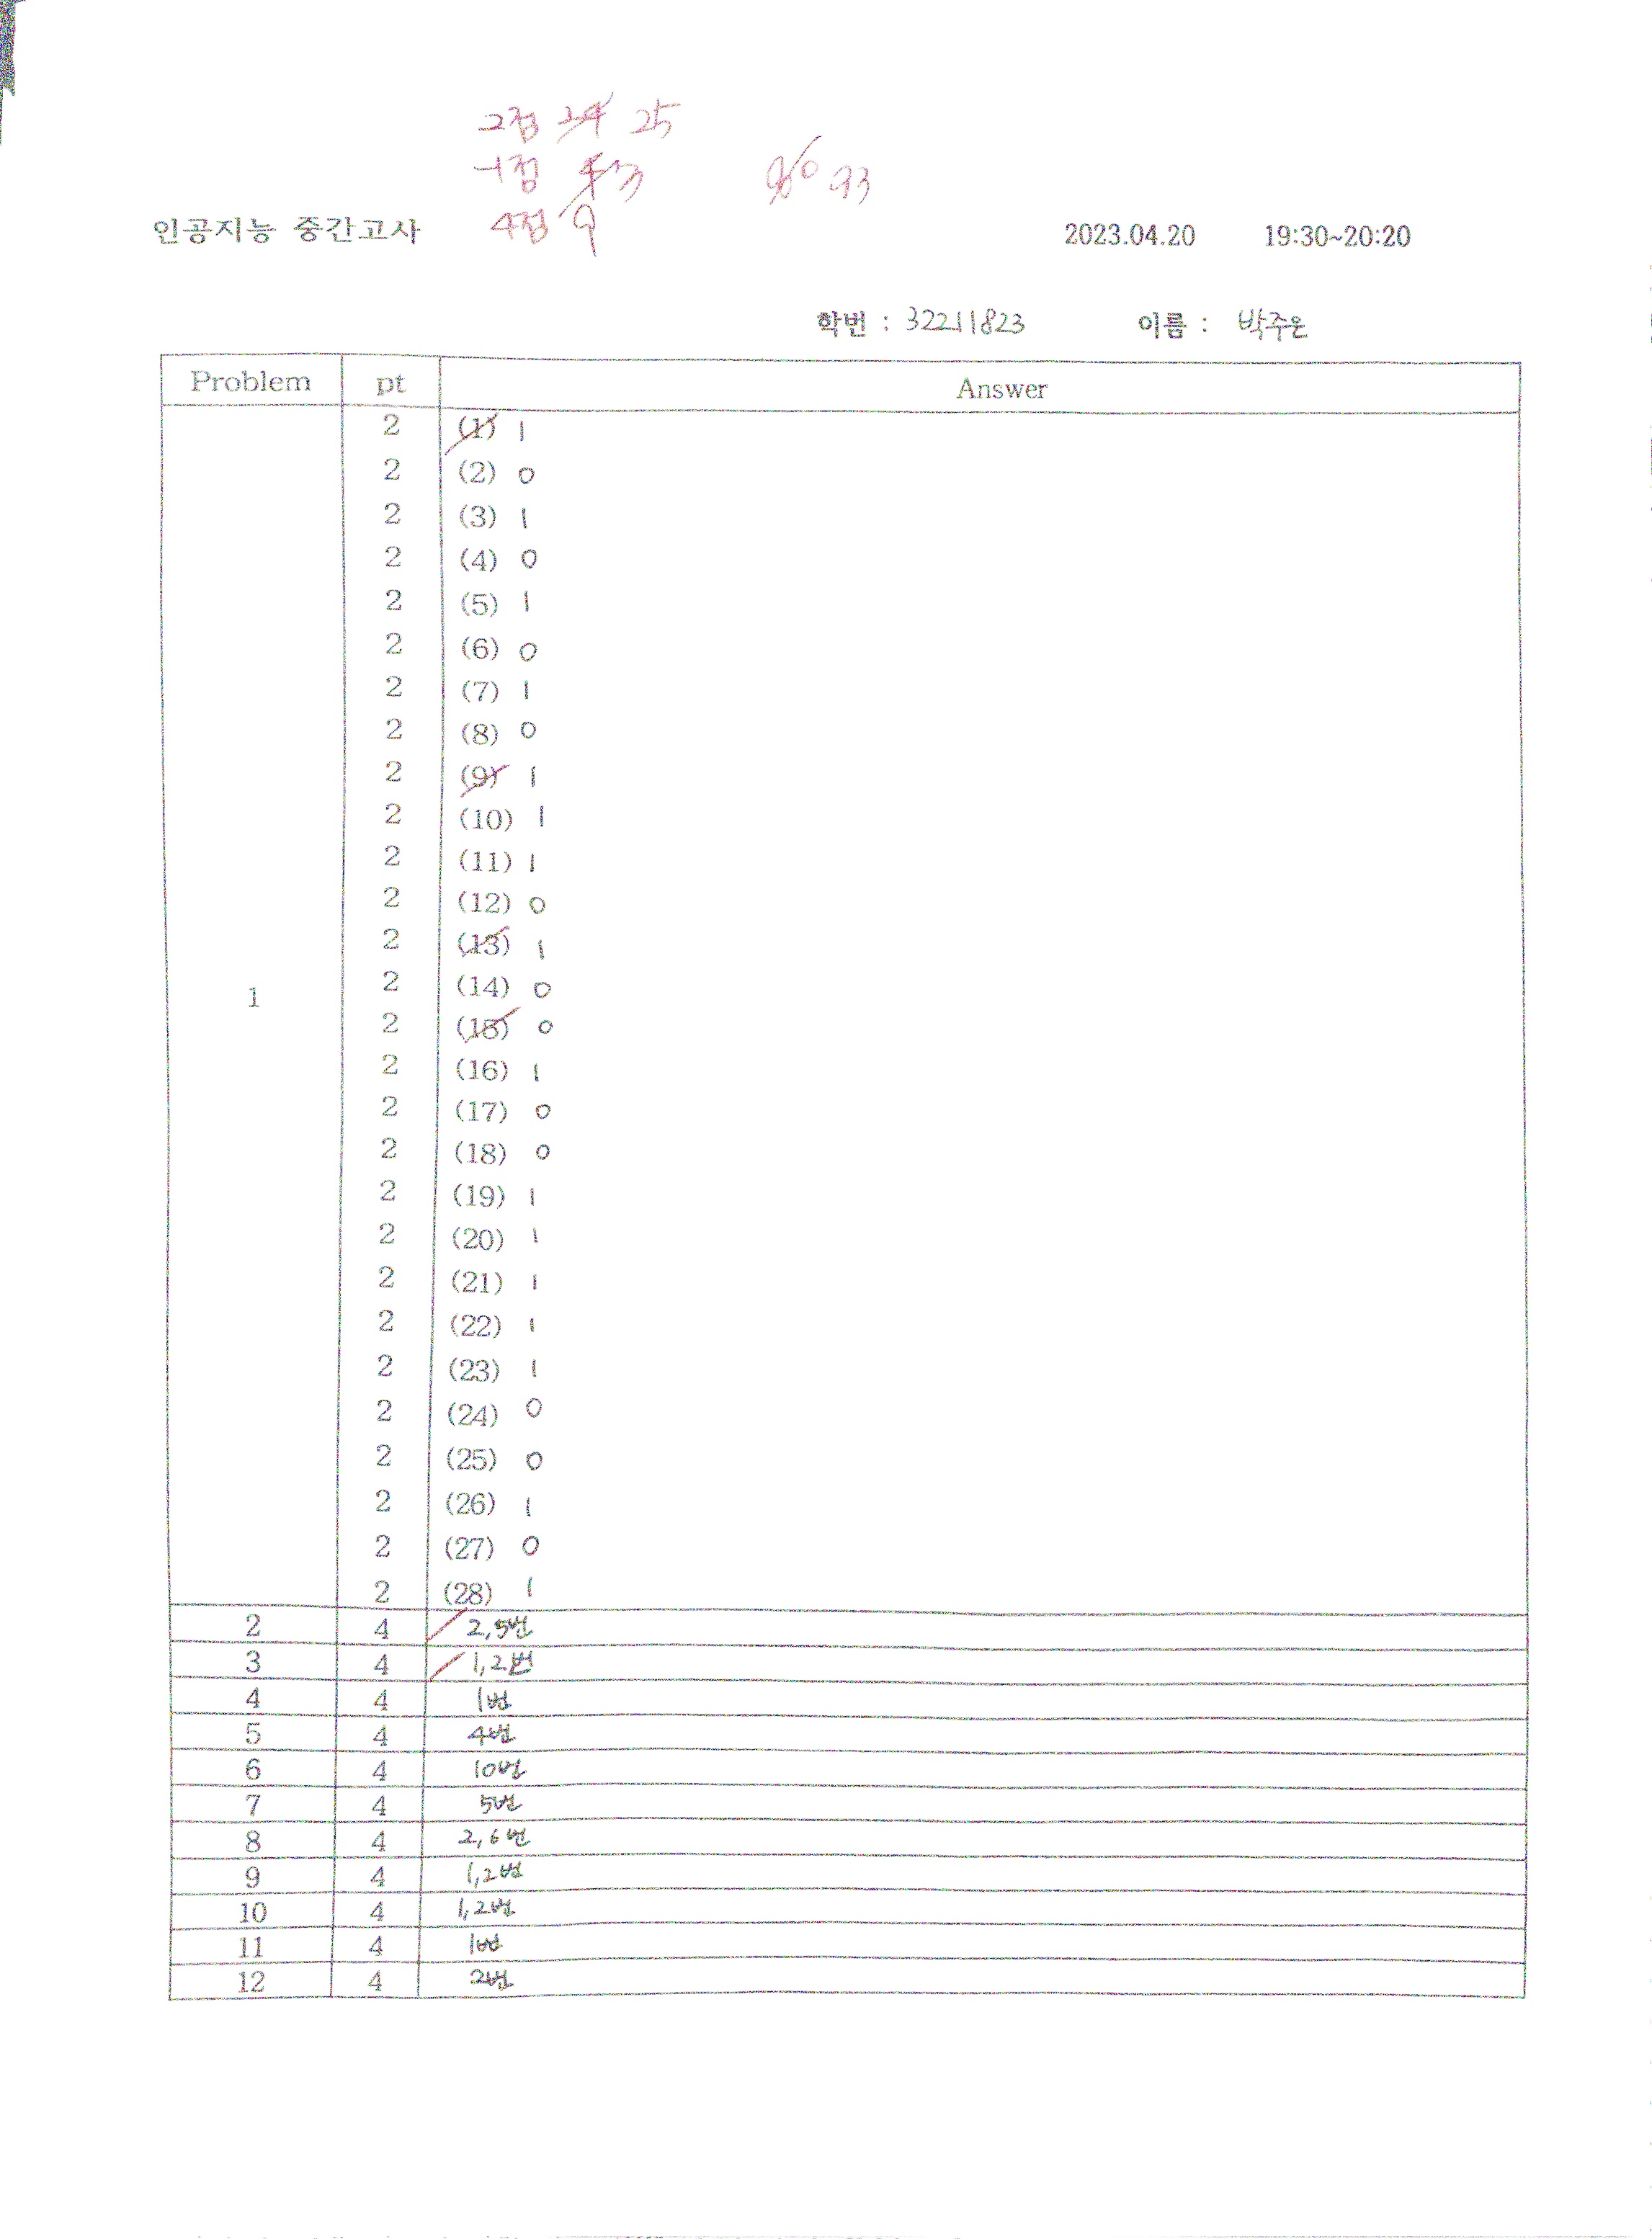 2점 24 25
-1점 4 3 90 93
4점 9
인공지능 중간고사 2023.04.20 19:30~20:20
학번 : 32211823 이름 : 박주은
Problem pt Answer
2 (1) 1
2 (2) 0
2 (3) 1
2 (4) 0
2 (5) 1
2 (6) 0
2 (7) 1
2 (8) 0
2 (9) 1
2 (10) 1
2 (11) 1
2 (12) 0
2 (13) 1
2 (14) 0
1
2 (15) 0
2 (16) 1
2 (17) 0
2 (18) 0
2 (19) 1
2 (20) 1
2 (21) 1
2 (22) 1
2 (23) 1
2 (24) 0
2 (25) 0
2 (26) 1
2 (27) 0
2 (28) 1
2 4 2,5번
3 4 1,2번
4 4 1번
5 4 4번
6 4 10번
7 4 5번
8 4 2,6번
9 4 1,2번
10 4 1,2번
11 4 1번
12 4 2번